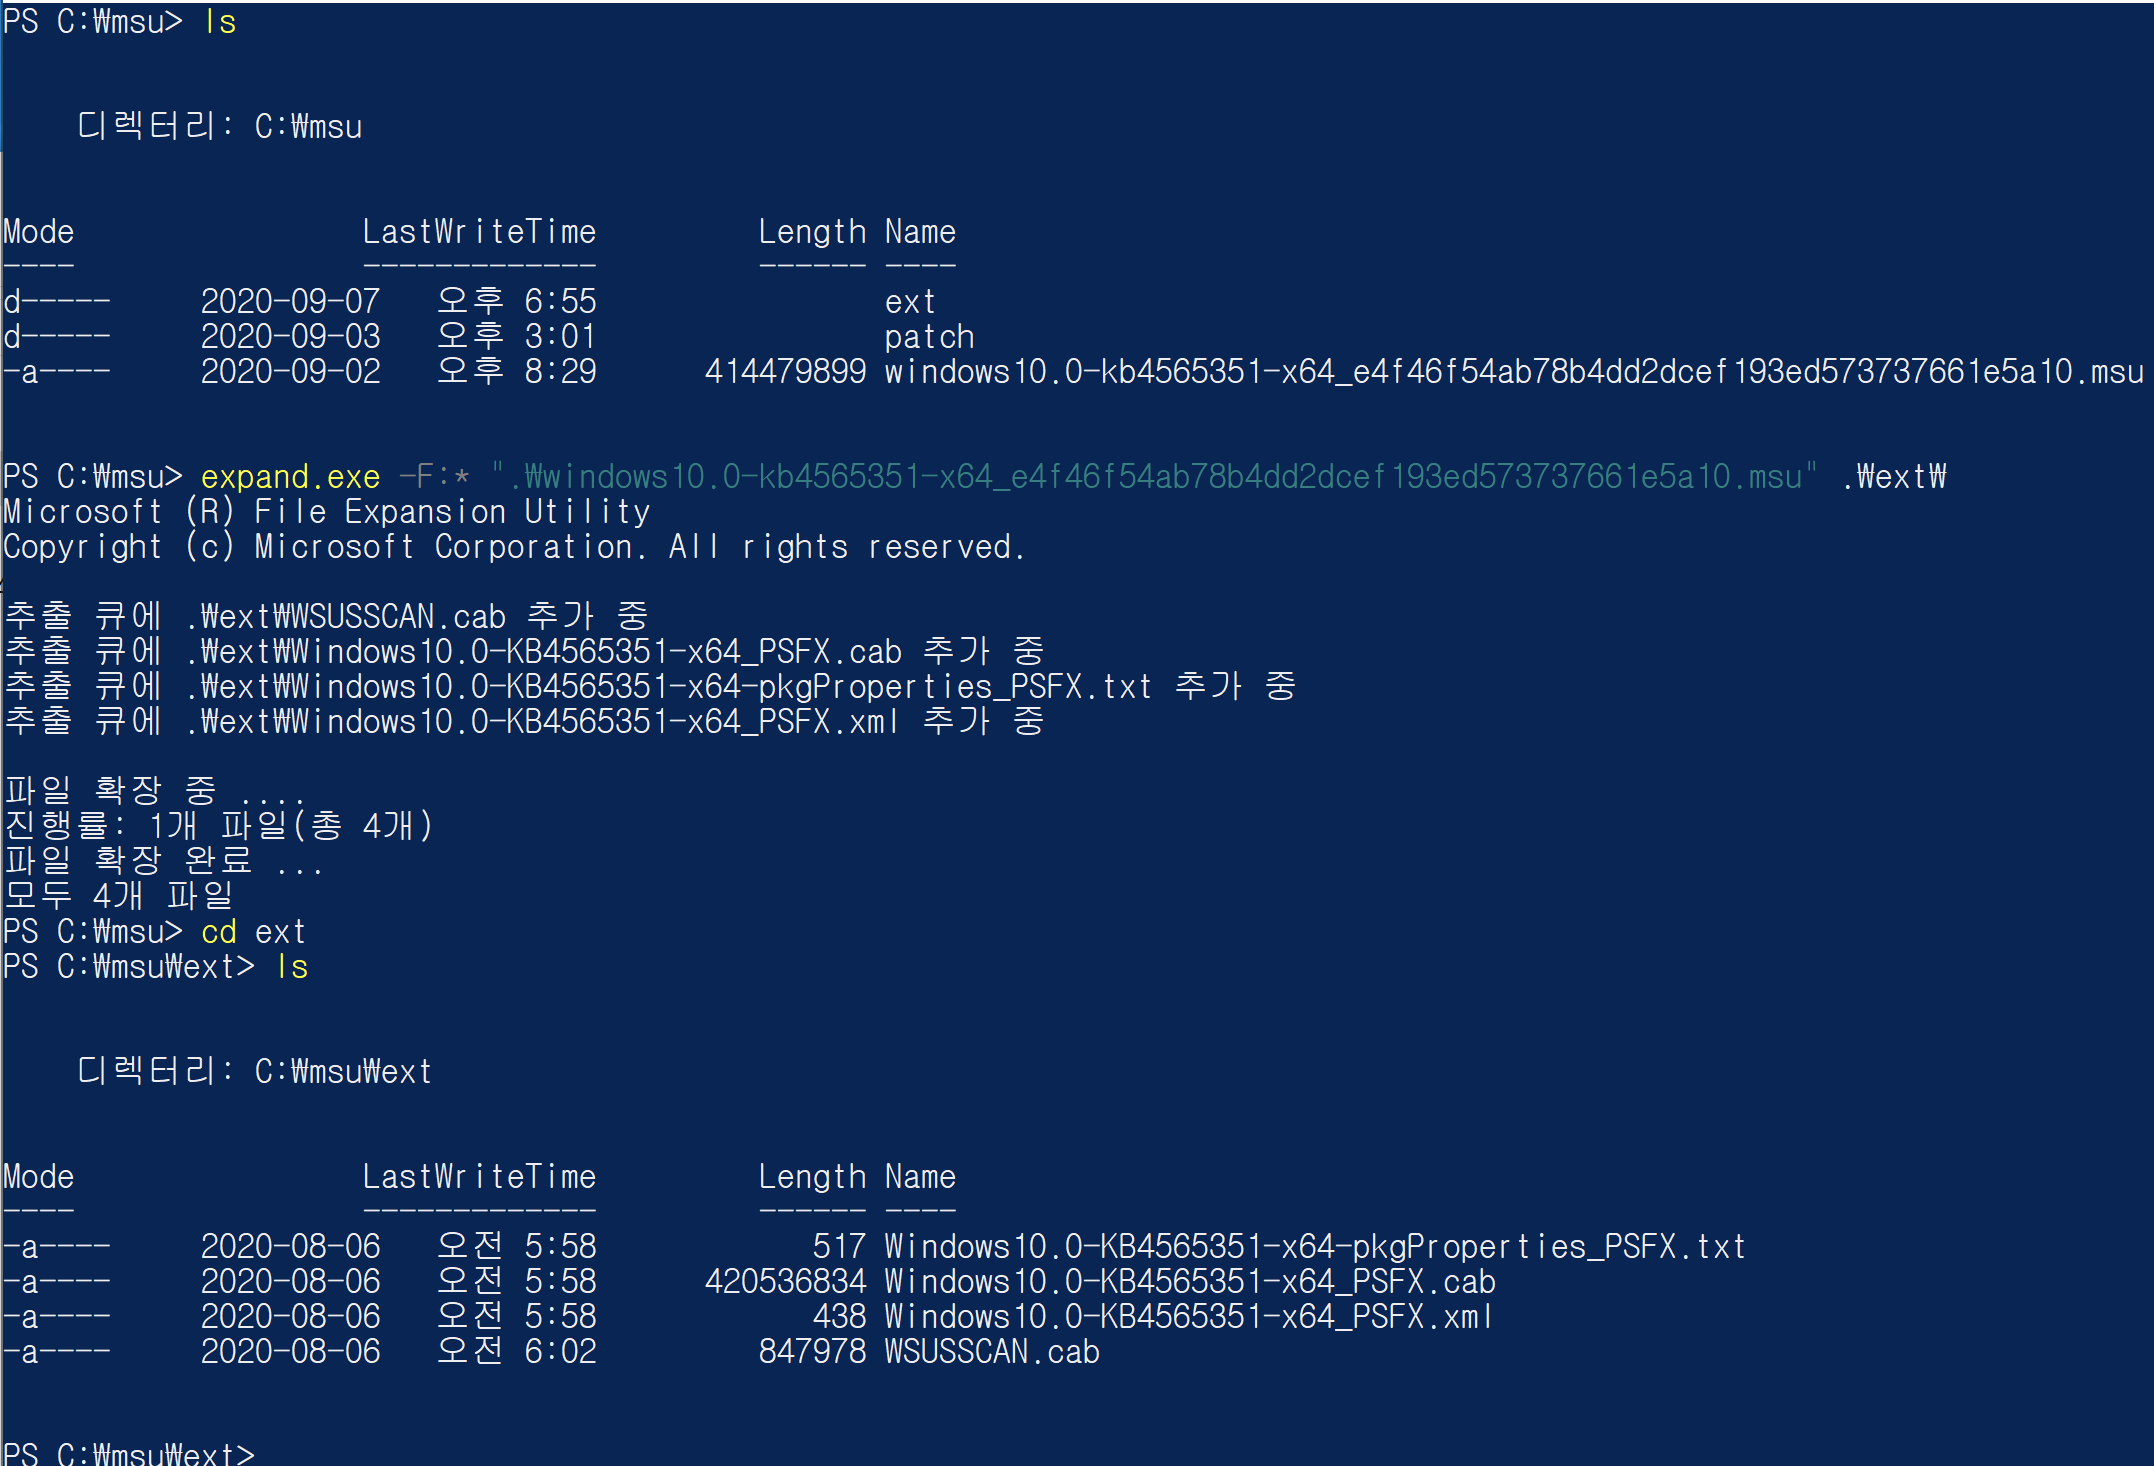 PS C:₩msu> ls
디렉터리: C:₩msu
Mode                LastWriteTime         Length Name
----                -------------         ------ ----
d-----     2020-09-07   오후 6:55                ext
d-----     2020-09-03   오후 3:01                patch
-a----     2020-09-02   오후 8:29      414479899 windows10.0-kb4565351-x64_e4f46f54ab78b4dd2dcef193ed573737661e5a10.msu
PS C:₩msu> expand.exe -F:* ".₩windows10.0-kb4565351-x64_e4f46f54ab78b4dd2dcef193ed573737661e5a10.msu" .₩ext₩
Microsoft (R) File Expansion Utility
Copyright (c) Microsoft Corporation. All rights reserved.
추출 큐에 .₩ext₩WSUSSCAN.cab 추가 중
추출 큐에 .₩ext₩Windows10.0-KB4565351-x64_PSFX.cab 추가 중
추출 큐에 .₩ext₩Windows10.0-KB4565351-x64-pkgProperties_PSFX.txt 추가 중
추출 큐에 .₩ext₩Windows10.0-KB4565351-x64_PSFX.xml 추가 중
파일 확장 중 ....
진행률: 1개 파일(총 4개)
파일 확장 완료 ...
모두 4개 파일
PS C:₩msu> cd ext
PS C:₩msu₩ext> ls
디렉터리: C:₩msu₩ext
Mode                LastWriteTime         Length Name
----                -------------         ------ ----
-a----     2020-08-06   오전 5:58            517 Windows10.0-KB4565351-x64-pkgProperties_PSFX.txt
-a----     2020-08-06   오전 5:58      420536834 Windows10.0-KB4565351-x64_PSFX.cab
-a----     2020-08-06   오전 5:58            438 Windows10.0-KB4565351-x64_PSFX.xml
-a----     2020-08-06   오전 6:02         847978 WSUSSCAN.cab
PS C:₩msu₩ext>